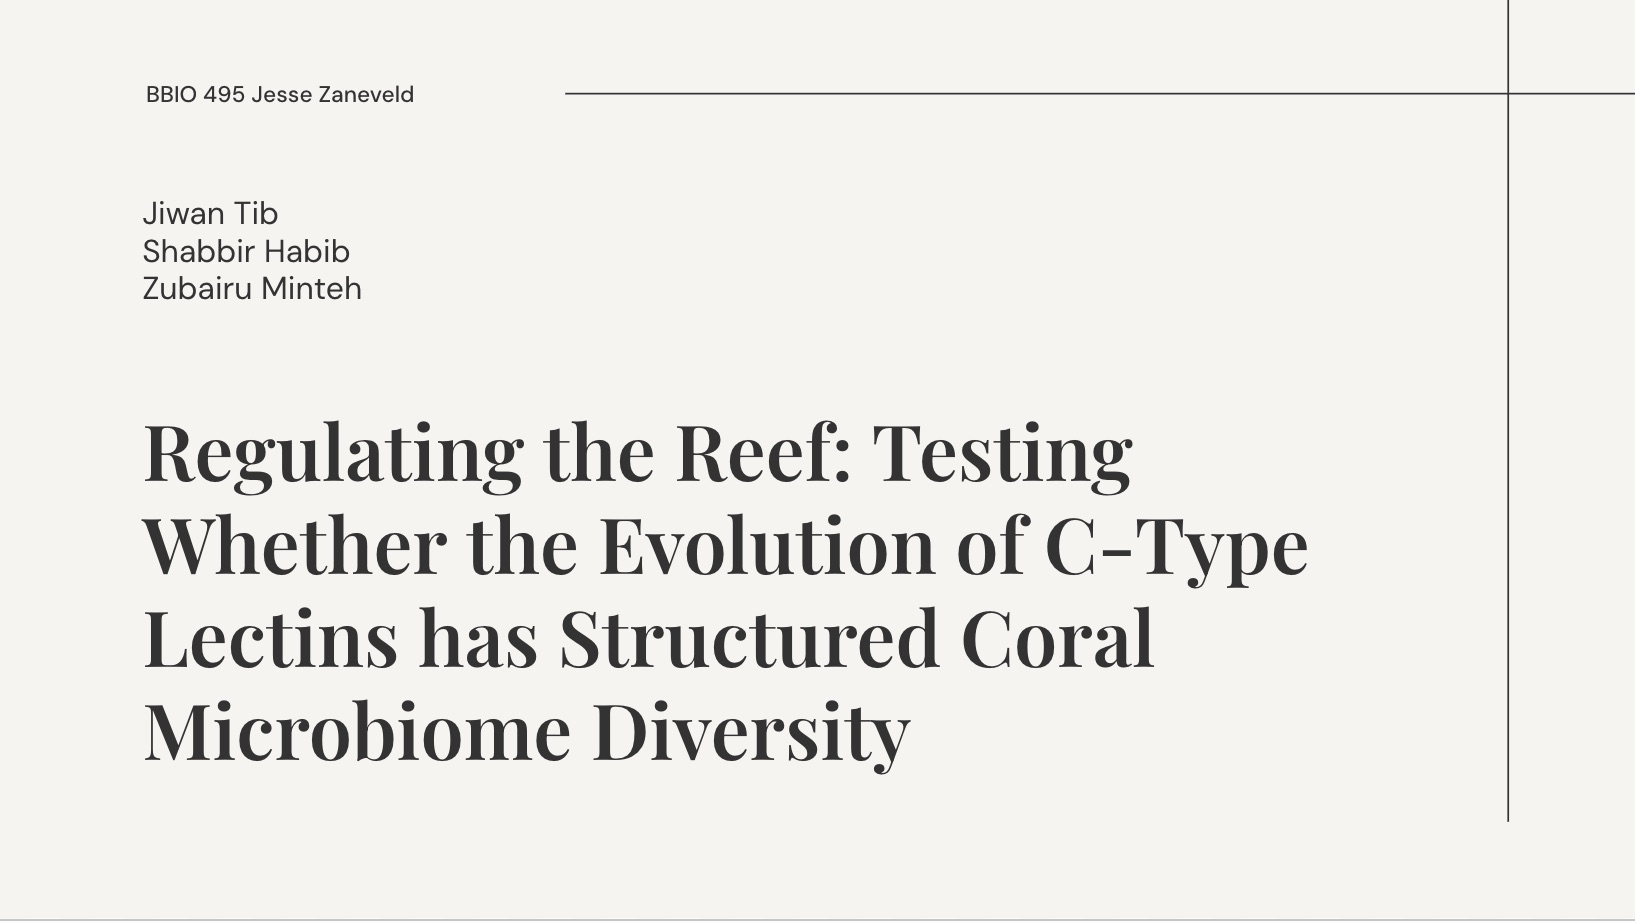 BBIO 495 Jesse Zaneveld
Jiwan Tib
Shabbir Habib
Zubairu Minteh
Regulating the Reef: Testing
Whether the Evolution of C-Type
Lectins has Structured Coral
Microbiome Diversity